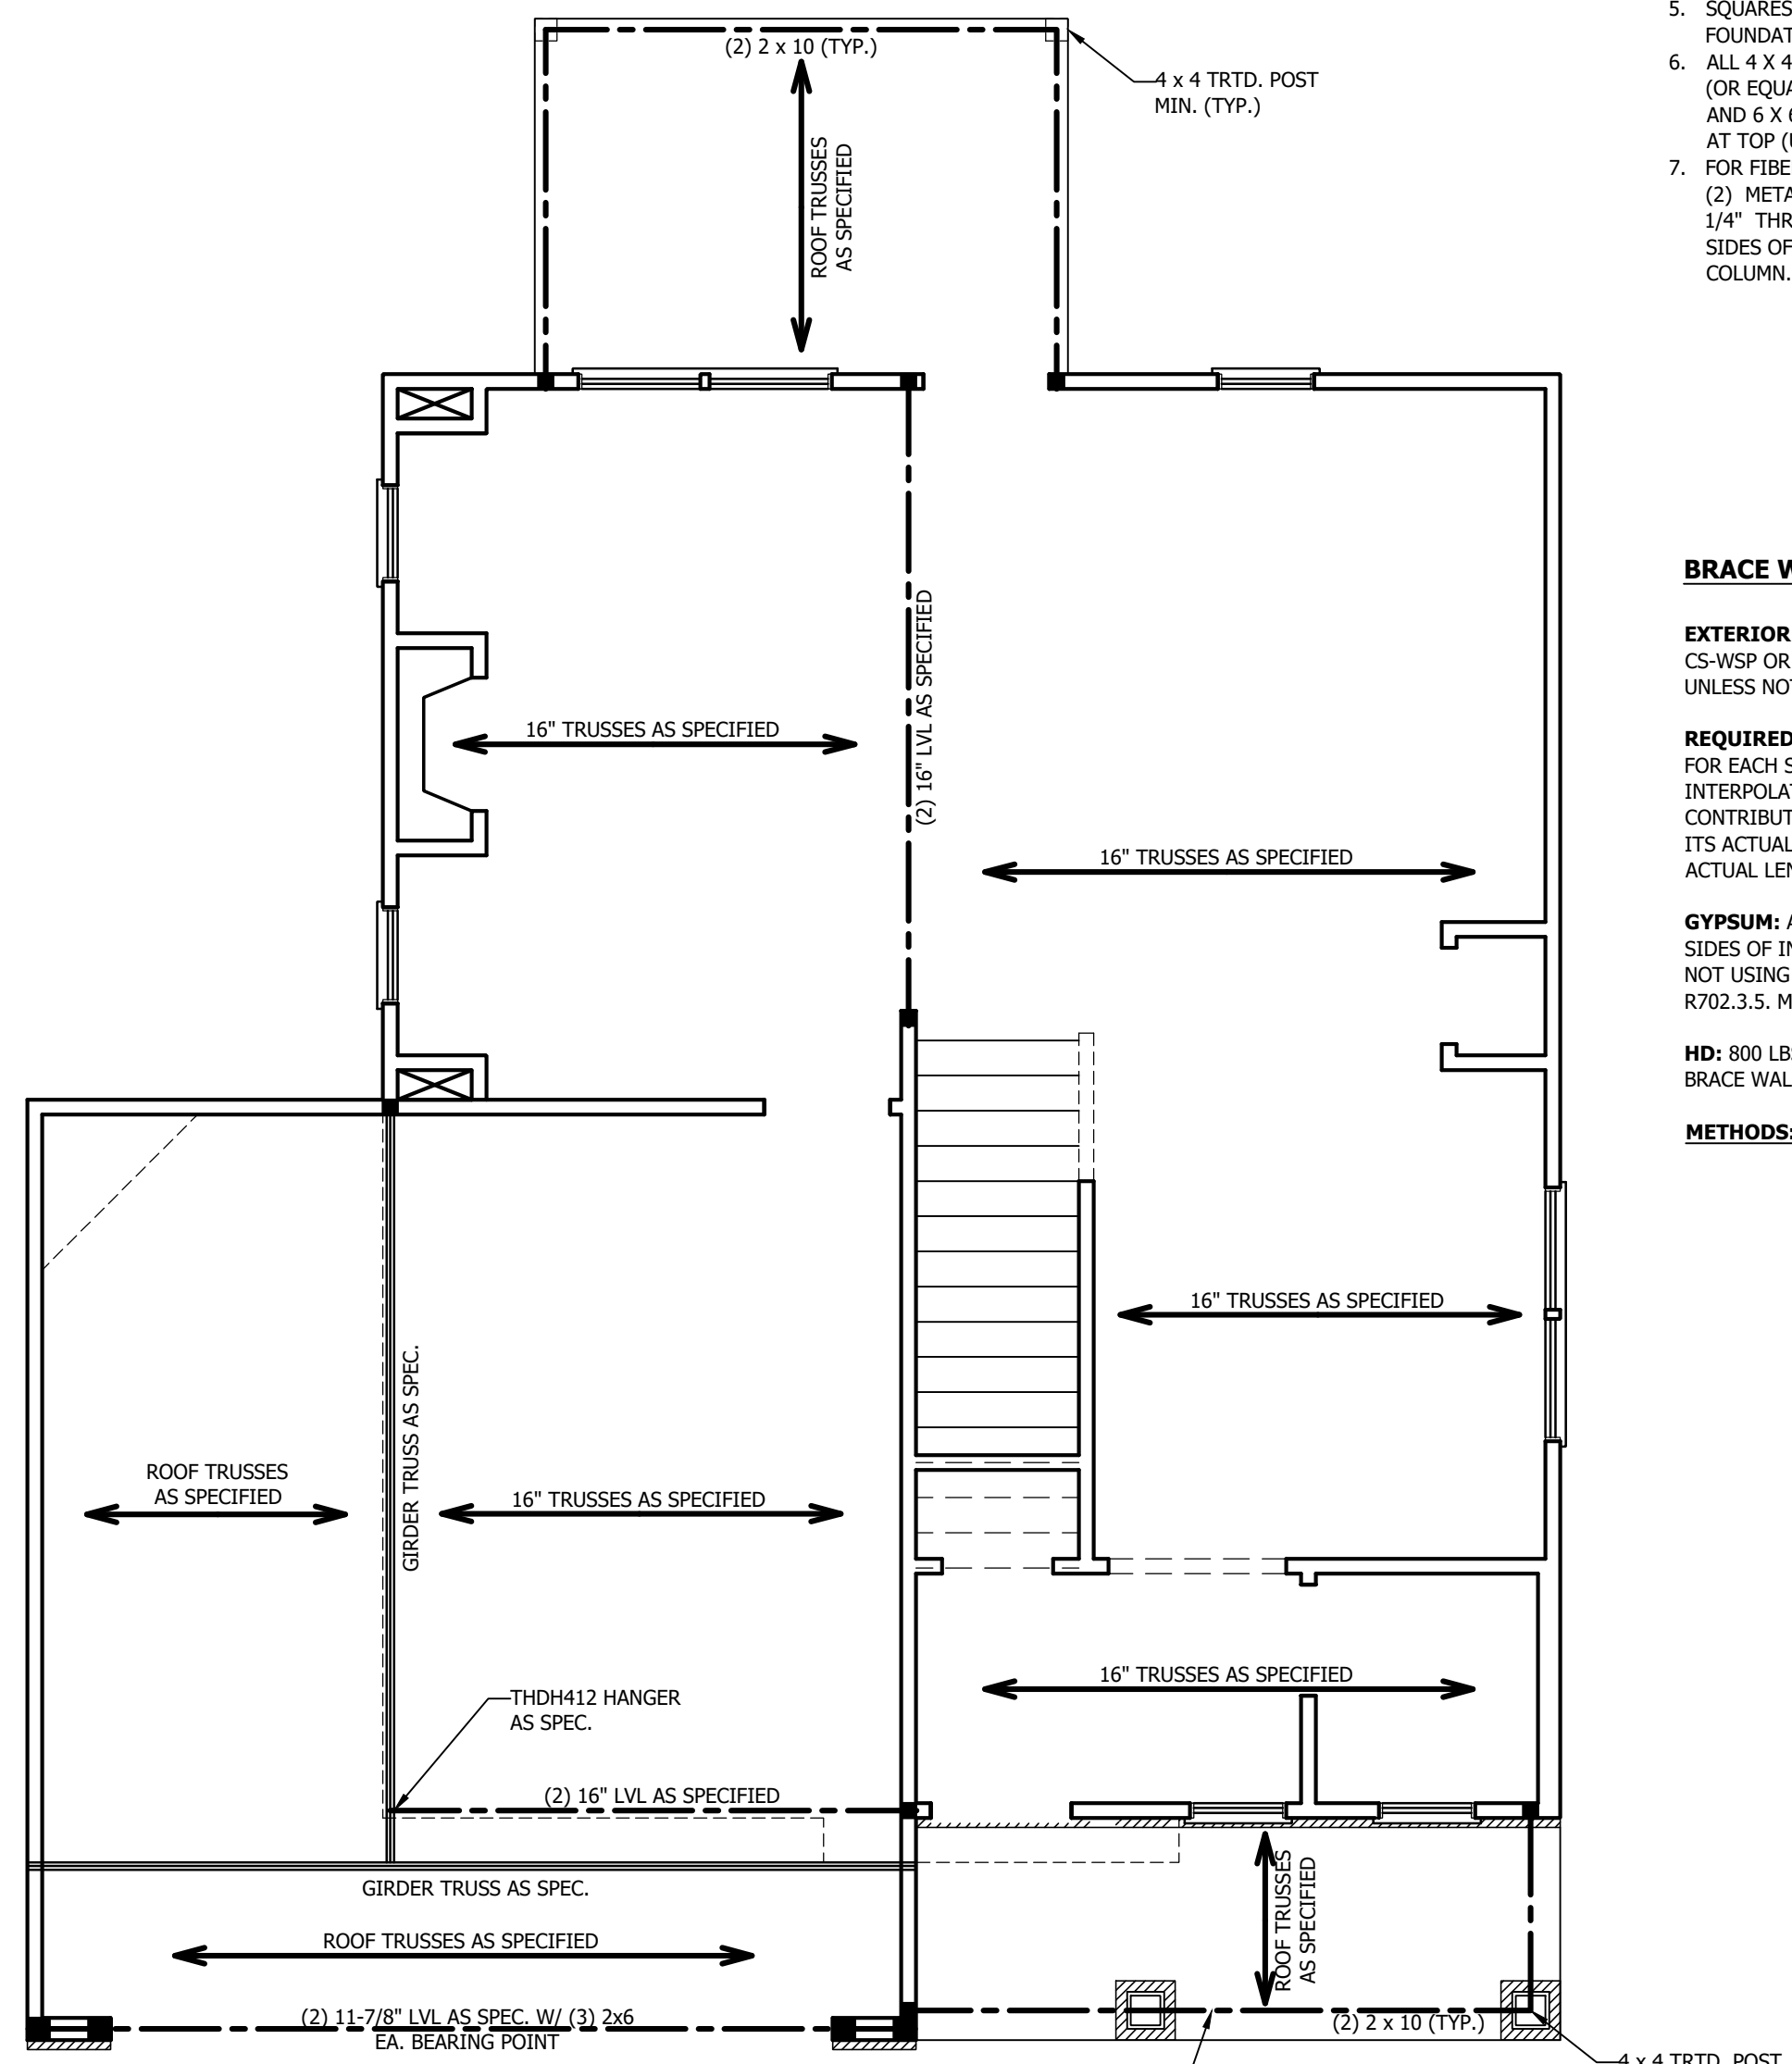 (2) 2 x 10 (TYP.)
4 x 4 TRTD. POST
MIN. (TYP.)
ROOF TRUSSES
AS SPECIFIED
(2) 16" LVL AS SPECIFIED
16" TRUSSES AS SPECIFIED
16" TRUSSES AS SPECIFIED
16" TRUSSES AS SPECIFIED
GIRDER TRUSS AS SPEC.
ROOF TRUSSES
AS SPECIFIED
16" TRUSSES AS SPECIFIED
THDH412 HANGER
AS SPEC.
16" TRUSSES AS SPECIFIED
(2) 16" LVL AS SPECIFIED
GIRDER TRUSS AS SPEC.
ROOF TRUSSES
AS SPECIFIED
ROOF TRUSSES AS SPECIFIED
(2) 11-7/8" LVL AS SPEC. W/ (3) 2x6
EA. BEARING POINT
(2) 2 x 10 (TYP.)
4 x 4 TRTD. POST
5. SQUARES
FOUNDAT
6. ALL 4 X 4
(OR EQUA
AND 6 X 6
AT TOP (U
7. FOR FIBE
(2) META
1/4" THR
SIDES OF
COLUMN.
BRACE W
EXTERIOR
CS-WSP OR
UNLESS NOT
REQUIRED
FOR EACH S
INTERPOLAT
CONTRIBUT
ITS ACTUAL
ACTUAL LEN
GYPSUM: A
SIDES OF IN
NOT USING
R702.3.5. M
HD: 800 LB
BRACE WAL
METHODS: